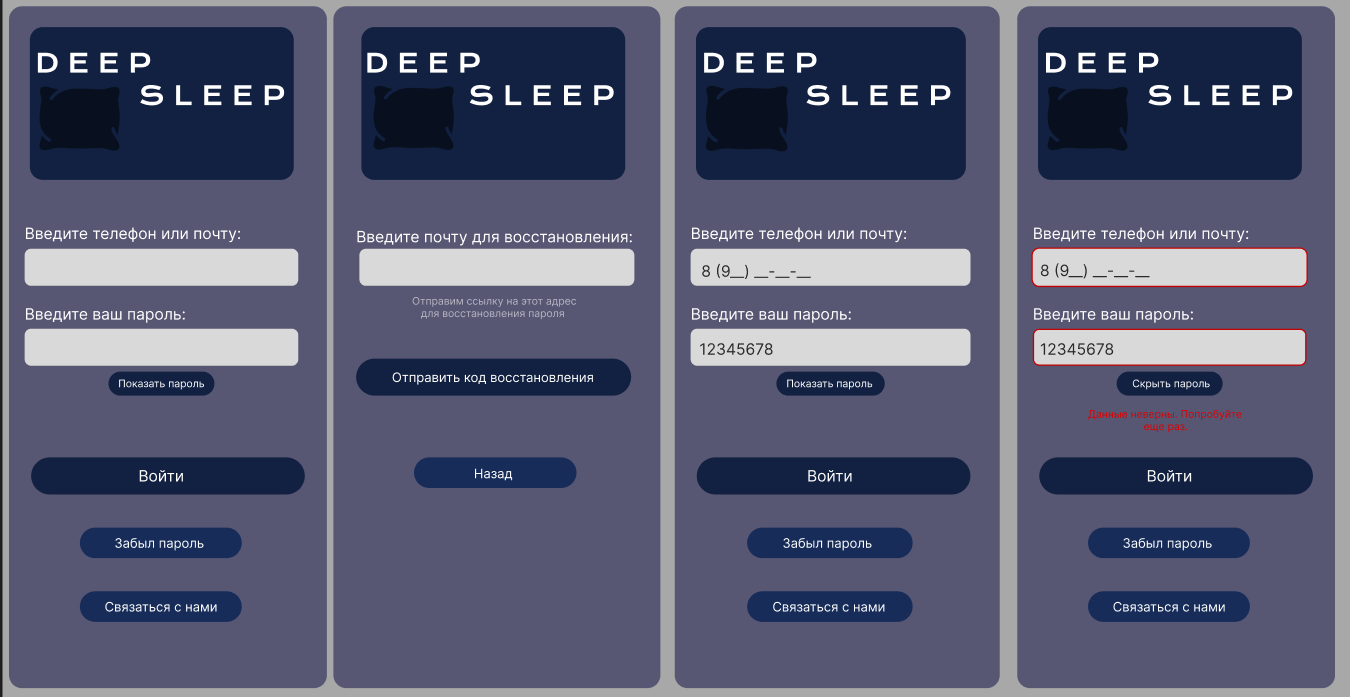 DEEP
SLEEP
Введите телефон или почту:
Введите ваш пароль:
Показать пароль
Войти
Забыл пароль
Связаться с нами
DEEP
SLEEP
Введите почту для восстановления:
Отправим ссылку на этот адрес
для восстановления пароля
Отправить код восстановления
Назад
DEEP
SLEEP
Введите телефон или почту:
8 (9__) __-__-__
Введите ваш пароль:
12345678
Показать пароль
Войти
Забыл пароль
Связаться с нами
DEEP
SLEEP
Введите телефон или почту:
8 (9__) __-__-__
Введите ваш пароль:
12345678
Скрыть пароль
Данные неверны. Попробуйте
еще раз.
Войти
Забыл пароль
Связаться с нами